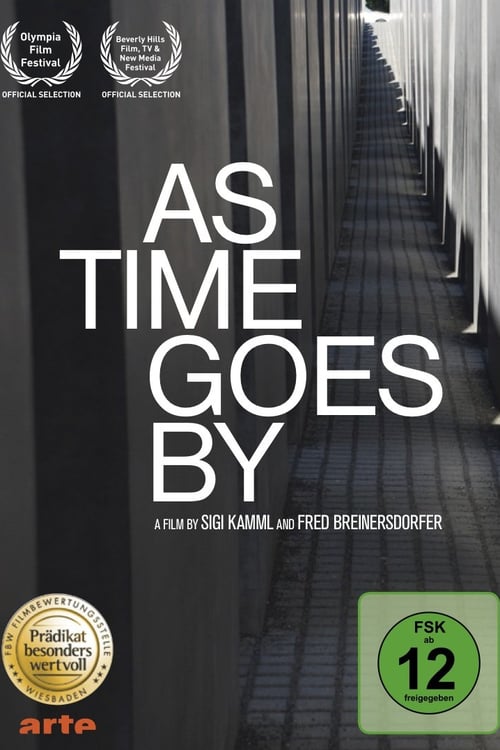 Olympia
Film
Festival
OFFICIAL SELECTION
Beverly Hills
Film, TV &
New Media
Festival
OFFICIAL SELECTION
AS
TIME
GOES
BY
A FILM BY SIGI KAMML AND FRED BREINERSDORFER
FBW FILMBEWERTUNGSSTELLE
Prädikat
besonders
wertvoll
WIESBADEN
arte
FSK
ab
12
freigegeben